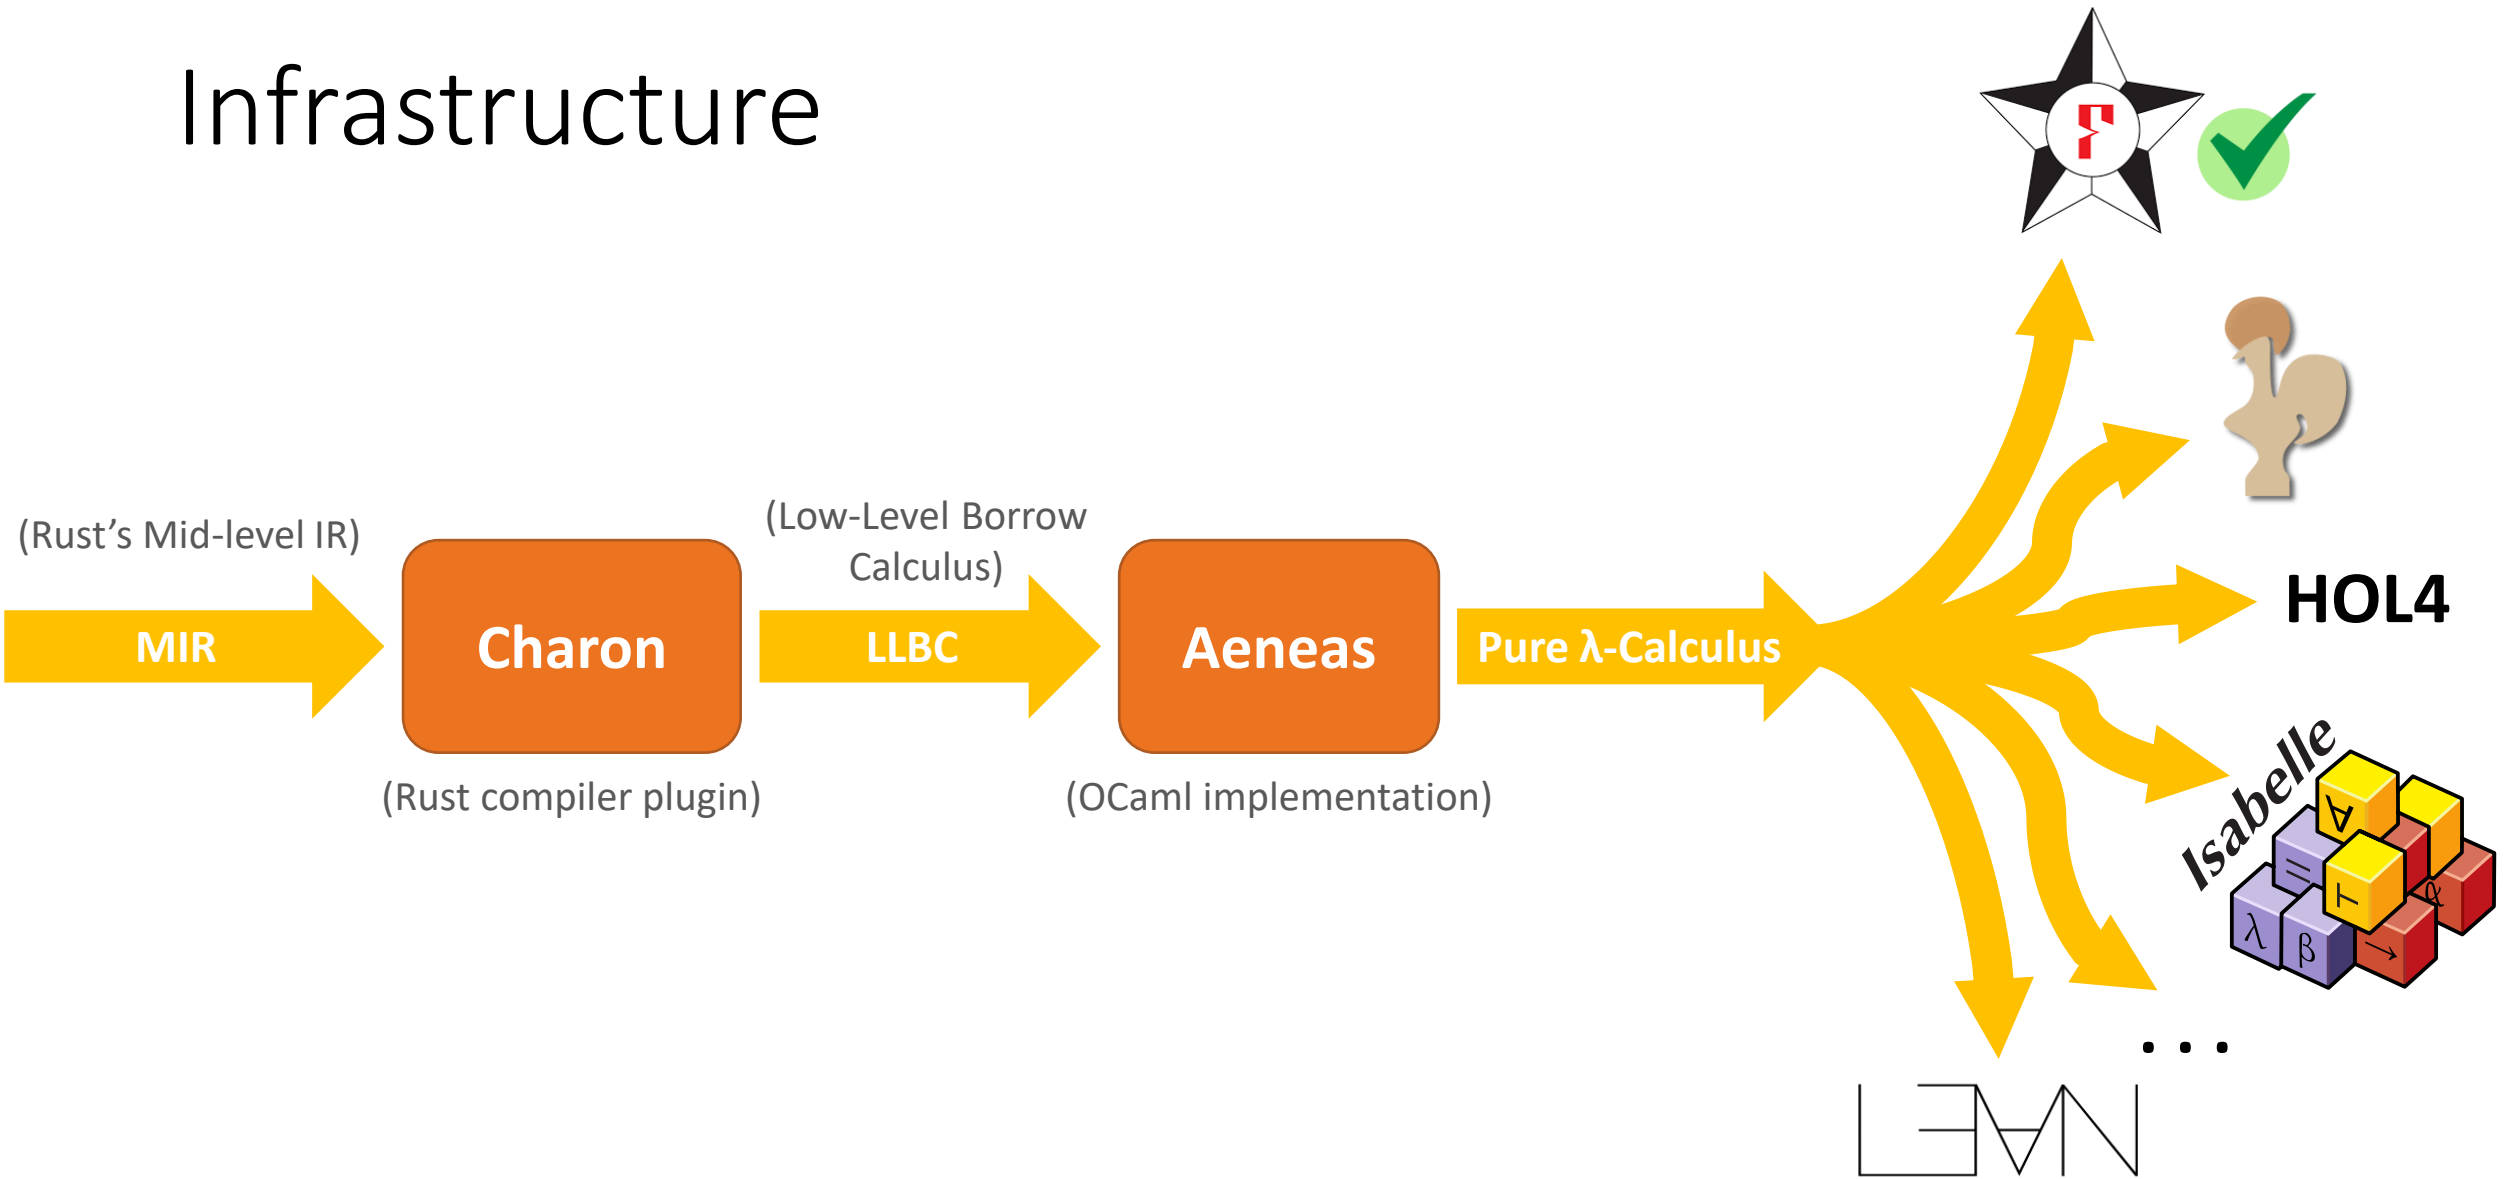 Infrastructure
F
(Rust’s Mid-level IR)
(Low-Level Borrow
Calculus)
MIR
Charon
LLBC
Aeneas
Pure λ-Calculus
HOL4
(Rust compiler plugin)
(OCaml implementation)
Isabelle
∀
=
⊢
α
λ
β
→
...
LEAN